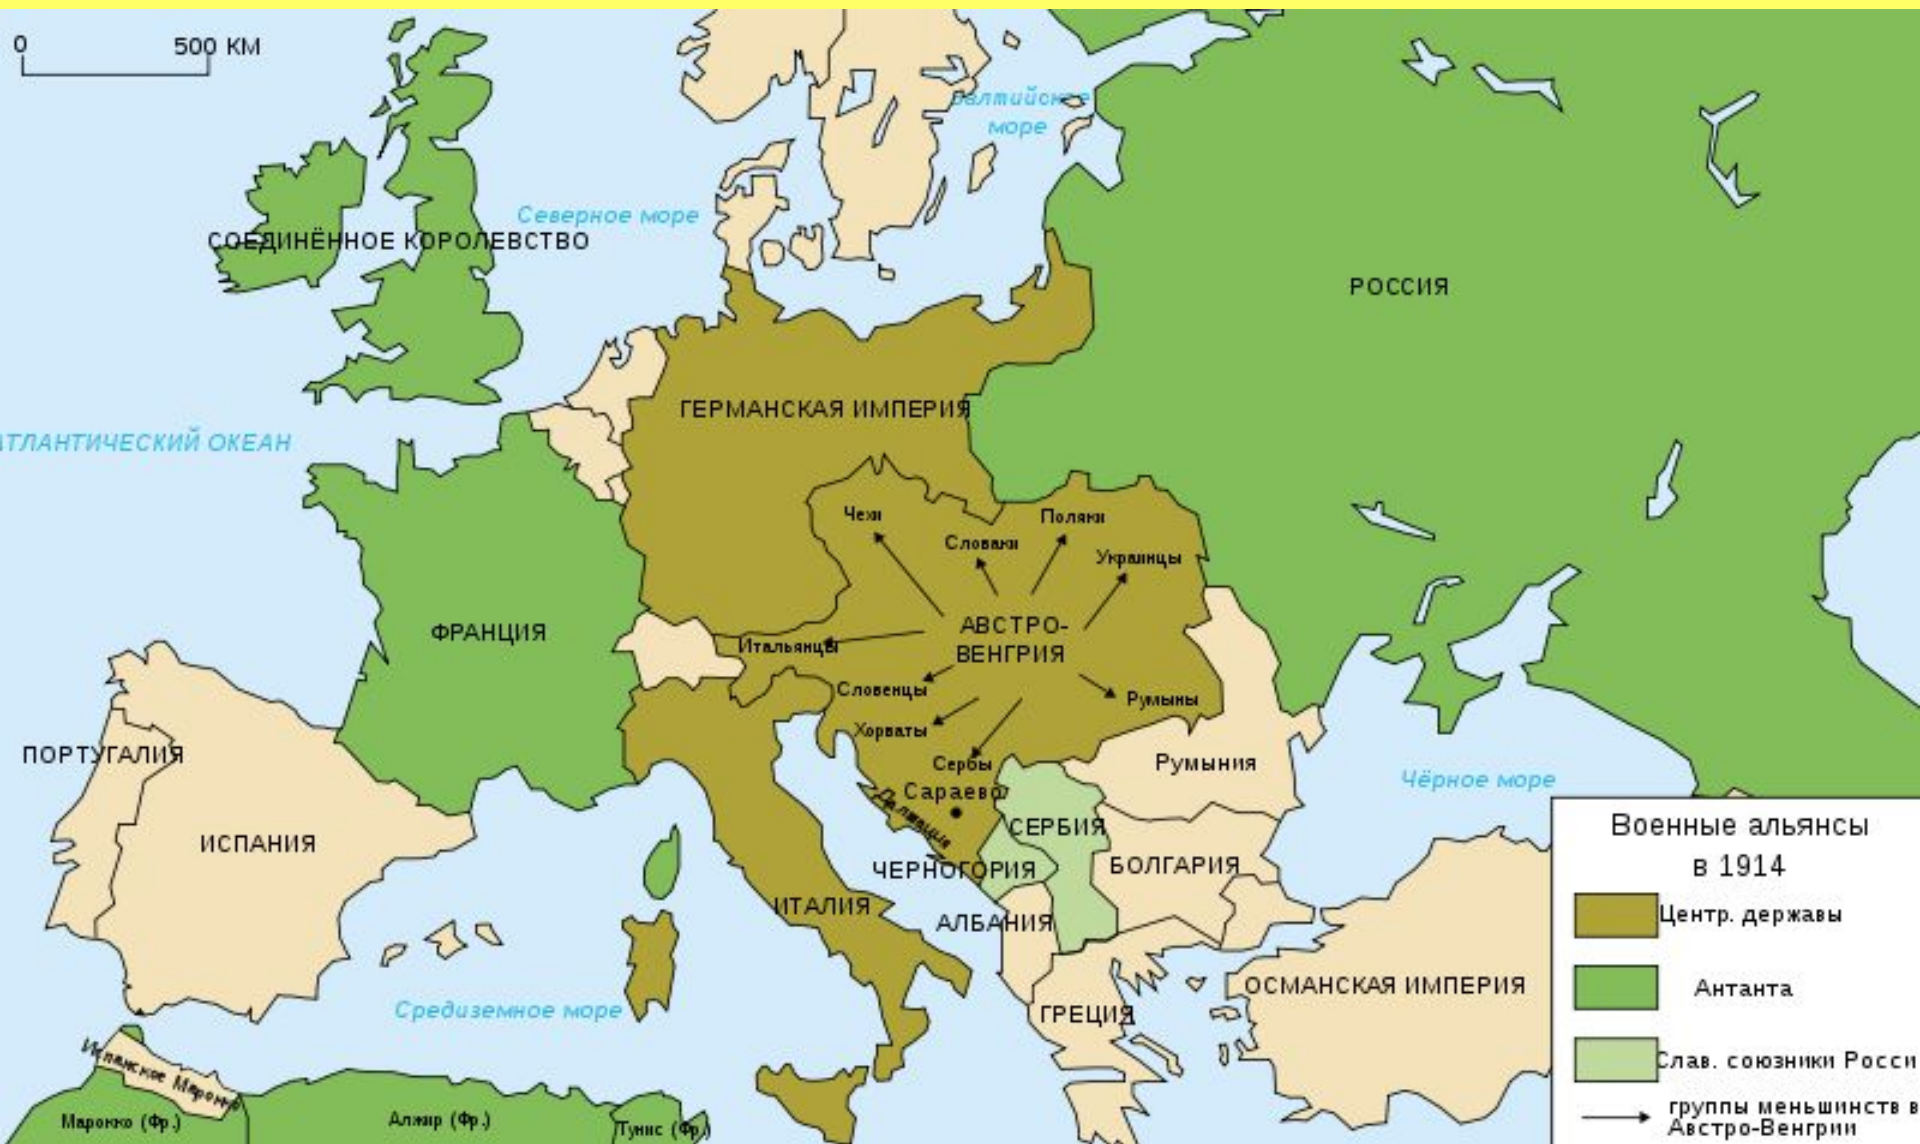 0 500 КМ
Балтийское
море
Северное море
СОЕДИНЁННОЕ КОРОЛЕВСТВО
РОССИЯ
ГЕРМАНСКАЯ ИМПЕРИЯ
АТЛАНТИЧЕСКИЙ ОКЕАН
Чехи
Поляки
Словаки
Украинцы
ФРАНЦИЯ
АВСТРО-
ВЕНГРИЯ
Итальянцы
Словенцы
Румыны
Хорваты
ПОРТУГАЛИЯ
Сербы
Румыния
Чёрное море
Сараево
Далмация
СЕРБИЯ
ИСПАНИЯ
ЧЕРНОГОРИЯ
БОЛГАРИЯ
ИТАЛИЯ
АЛБАНИЯ
ОСМАНСКАЯ ИМПЕРИЯ
Средиземное море
ГРЕЦИЯ
Испанское Марокко
Марокко (Фр.)
Алжир (Фр.)
Тунис (Фр.)
Военные альянсы
в 1914
Центр. державы
Антанта
Слав. союзники Росси
группы меньшинств в
Австро-Венгрии